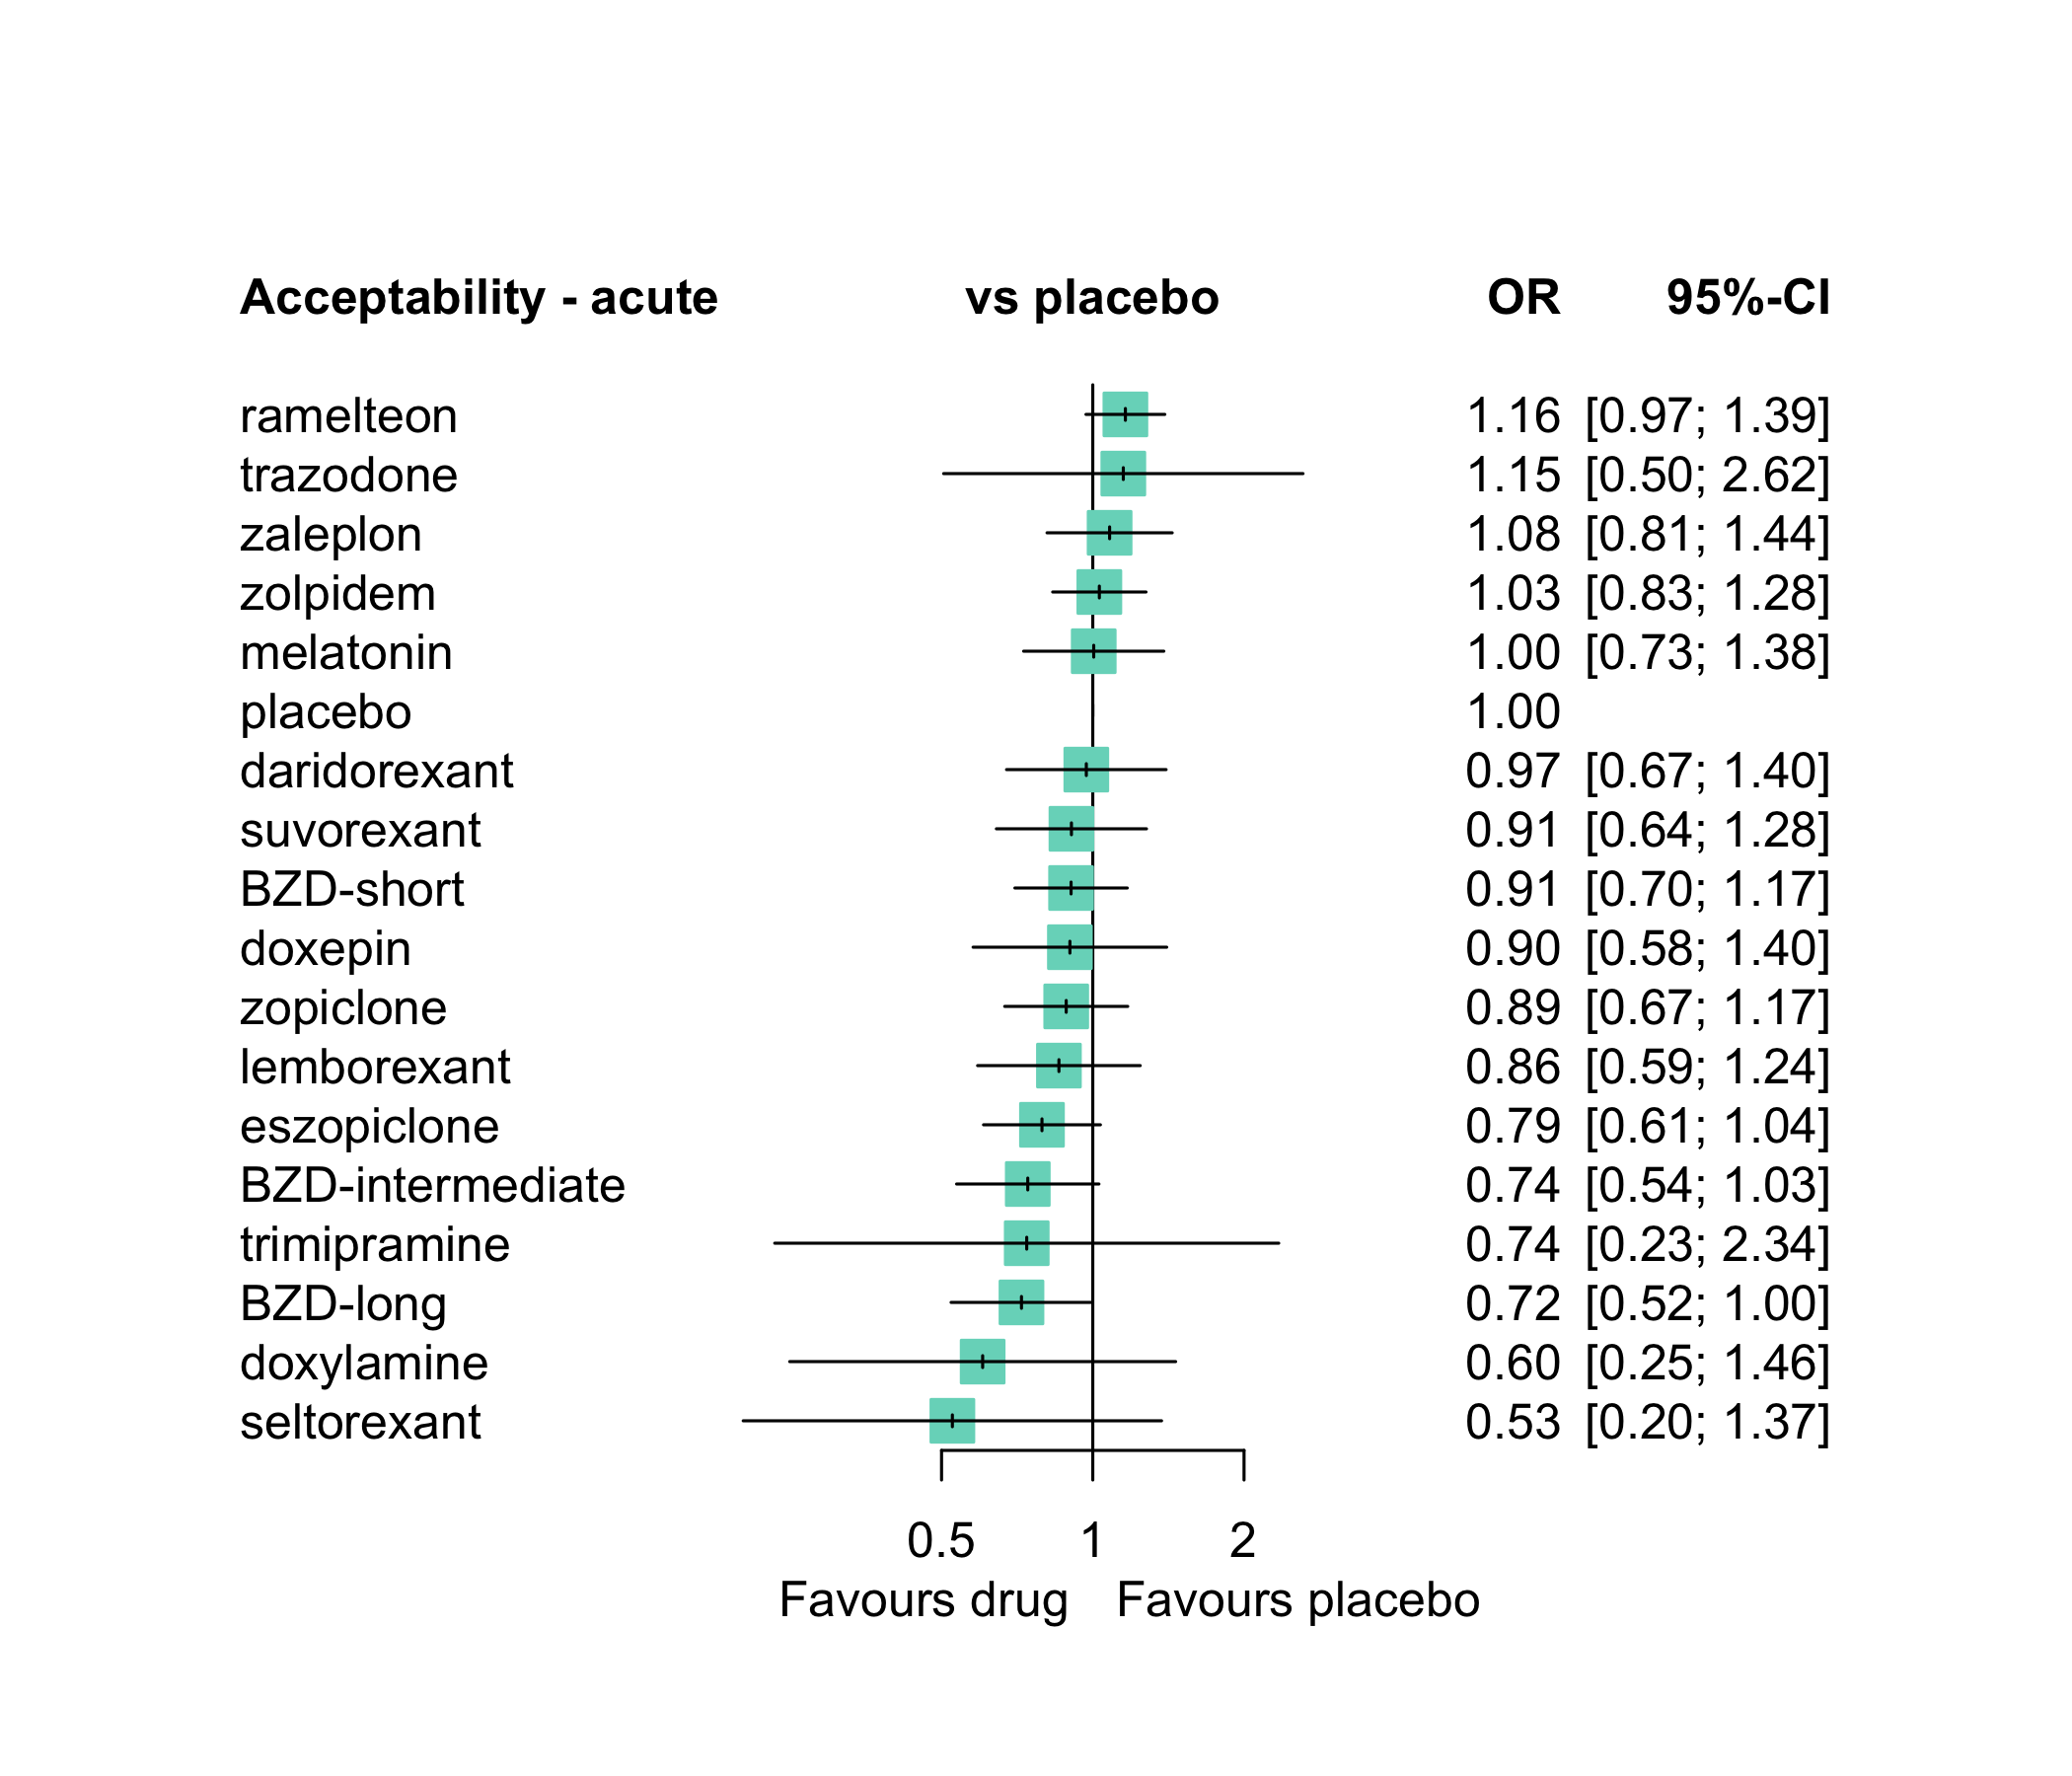 Acceptability - acute vs placebo OR 95%-CI
ramelteon 1.16 [0.97; 1.39]
trazodone 1.15 [0.50; 2.62]
zaleplon 1.08 [0.81; 1.44]
zolpidem 1.03 [0.83; 1.28]
melatonin 1.00 [0.73; 1.38]
placebo 1.00
daridorexant 0.97 [0.67; 1.40]
suvorexant 0.91 [0.64; 1.28]
BZD-short 0.91 [0.70; 1.17]
doxepin 0.90 [0.58; 1.40]
zopiclone 0.89 [0.67; 1.17]
lemborexant 0.86 [0.59; 1.24]
eszopiclone 0.79 [0.61; 1.04]
BZD-intermediate 0.74 [0.54; 1.03]
trimipramine 0.74 [0.23; 2.34]
BZD-long 0.72 [0.52; 1.00]
doxylamine 0.60 [0.25; 1.46]
seltorexant 0.53 [0.20; 1.37]
0.5 1 2
Favours drug Favours placebo